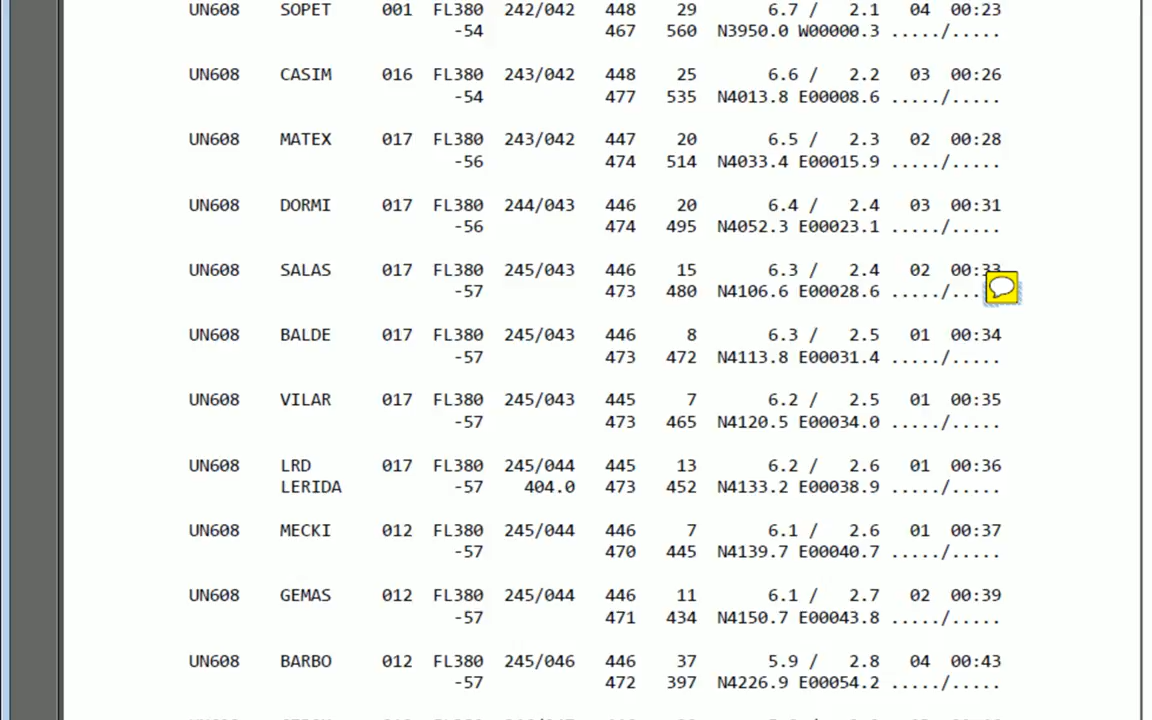 UN608 SOPET 001 FL380 242/042 448 29 6.7 / 2.1 04 00:23
-54 467 560 N3950.0 W00000.3 ...../.....
UN608 CASIM 016 FL380 243/042 448 25 6.6 / 2.2 03 00:26
-54 477 535 N4013.8 E00008.6 ...../.....
UN608 MATEX 017 FL380 243/042 447 20 6.5 / 2.3 02 00:28
-56 474 514 N4033.4 E00015.9 ...../.....
UN608 DORMI 017 FL380 244/043 446 20 6.4 / 2.4 03 00:31
-56 474 495 N4052.3 E00023.1 ...../.....
UN608 SALAS 017 FL380 245/043 446 15 6.3 / 2.4 02 00:33
-57 473 480 N4106.6 E00028.6 ...../...
UN608 BALDE 017 FL380 245/043 446 8 6.3 / 2.5 01 00:34
-57 473 472 N4113.8 E00031.4 ...../.....
UN608 VILAR 017 FL380 245/043 445 7 6.2 / 2.5 01 00:35
-57 473 465 N4120.5 E00034.0 ...../.....
UN608 LRD 017 FL380 245/044 445 13 6.2 / 2.6 01 00:36
LERIDA -57 404.0 473 452 N4133.2 E00038.9 ...../.....
UN608 MECKI 012 FL380 245/044 446 7 6.1 / 2.6 01 00:37
-57 470 445 N4139.7 E00040.7 ...../.....
UN608 GEMAS 012 FL380 245/044 446 11 6.1 / 2.7 02 00:39
-57 471 434 N4150.7 E00043.8 ...../.....
UN608 BARBO 012 FL380 245/046 446 37 5.9 / 2.8 04 00:43
-57 472 397 N4226.9 E00054.2 ...../.....